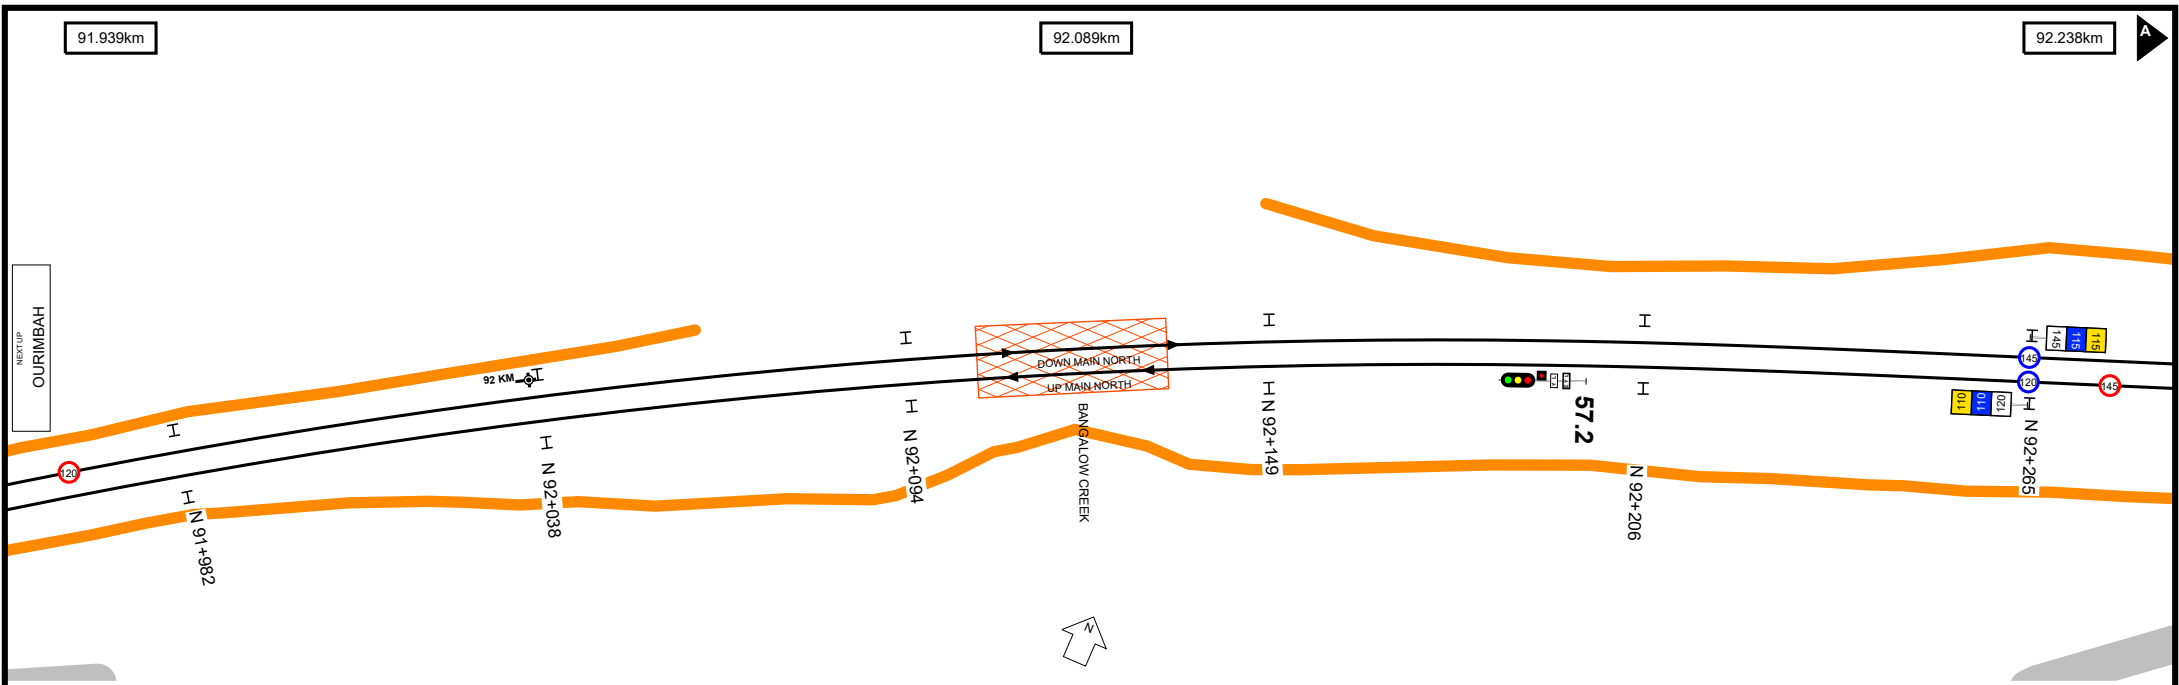 91.939km
92.089km
92.238km
A
NEXT UP
OURIMBAH
92 KM
DOWN MAIN NORTH
UP MAIN NORTH
BANGALOW CREEK
120
145
120
145
145
115
115
110
110
120
57.2
N 91+982
N 92+038
N 92+094
N 92+149
N 92+206
N 92+265
N